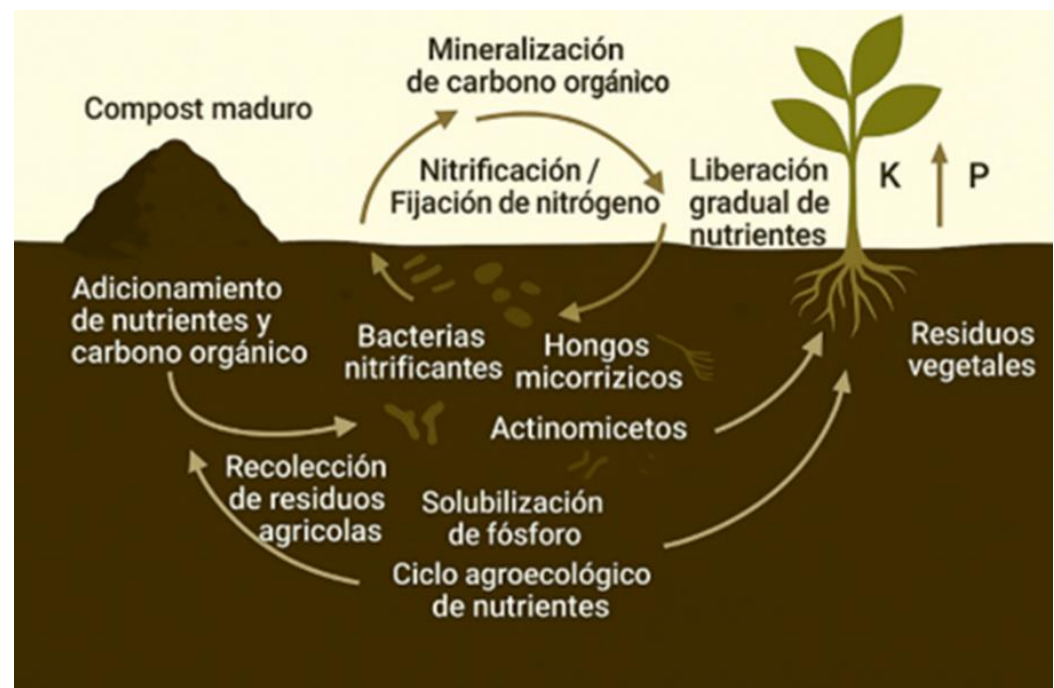 Mineralización
de carbono orgánico
Compost maduro
Nitrificación /
Fijación de nitrógeno
Liberación
gradual de
nutrientes
K
P
Adicionamiento
de nutrientes y
carbono orgánico
Bacterias
nitrificantes
Hongos
micorrizicos
Residuos
vegetales
Actinomicetos
Recolección
de residuos
agricolas
Solubilización
de fósforo
Ciclo agroecológico
de nutrientes